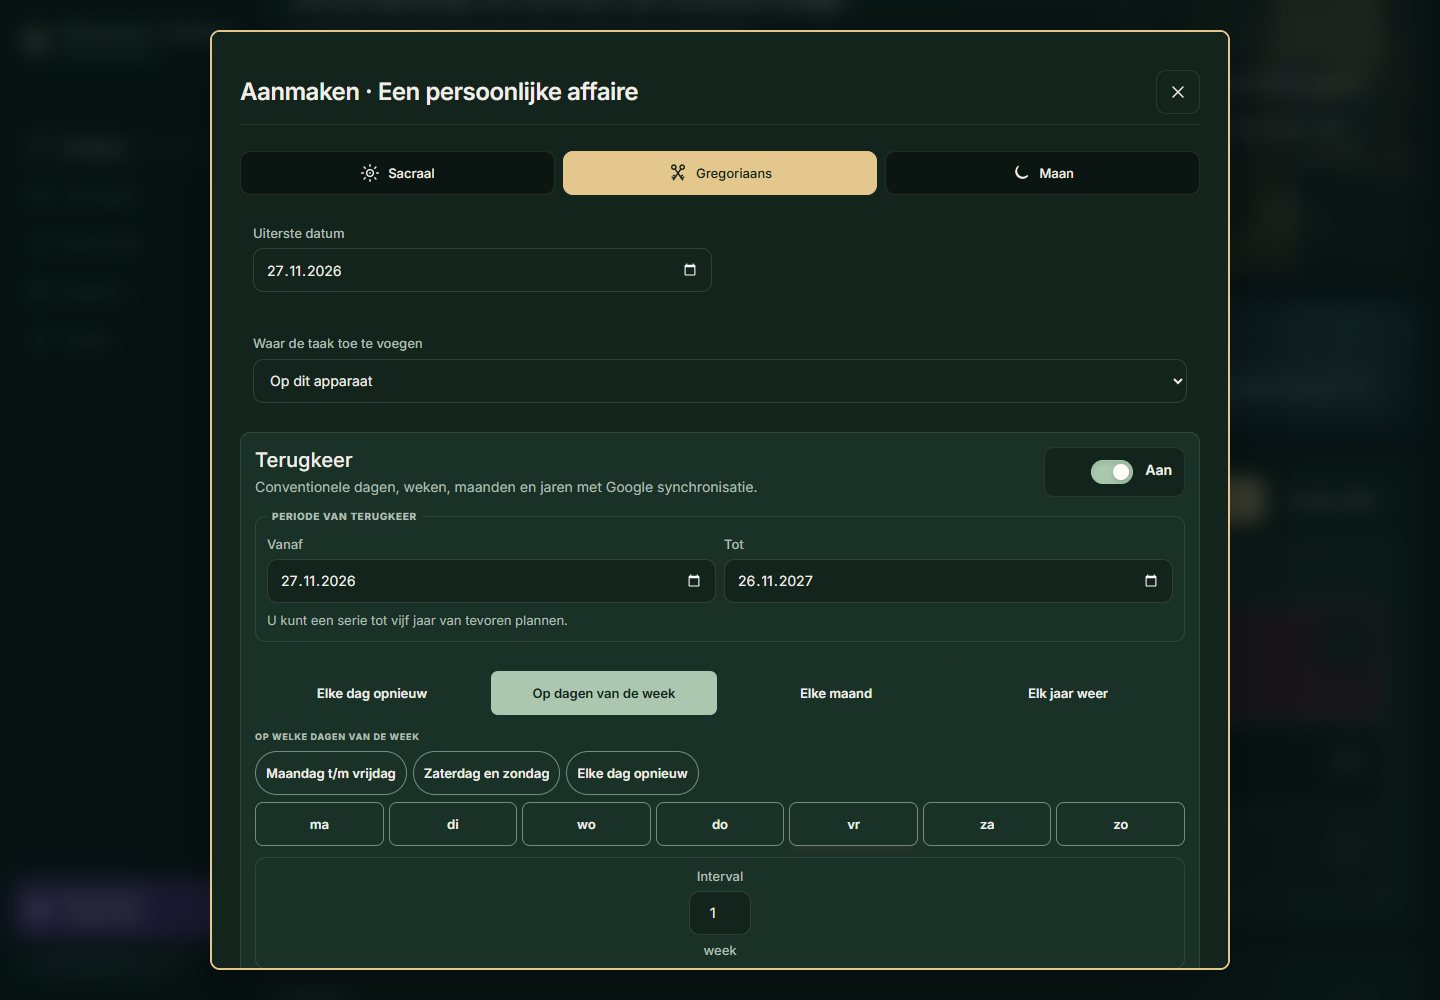 Aanmaken · Een persoonlijke affaire
Sacraal
Gregoriaans
Maan
Uiterste datum
27.11.2026
Waar de taak toe te voegen
Op dit apparaat
Terugkeer
Aan
Conventionele dagen, weken, maanden en jaren met Google synchronisatie.
PERIODE VAN TERUGKEER
Vanaf
Tot
27.11.2026
26.11.2027
U kunt een serie tot vijf jaar van tevoren plannen.
Elke dag opnieuw
Op dagen van de week
Elke maand
Elk jaar weer
OP WELKE DAGEN VAN DE WEEK
Maandag t/m vrijdag
Zaterdag en zondag
Elke dag opnieuw
ma
di
wo
do
vr
za
zo
Interval
1
week